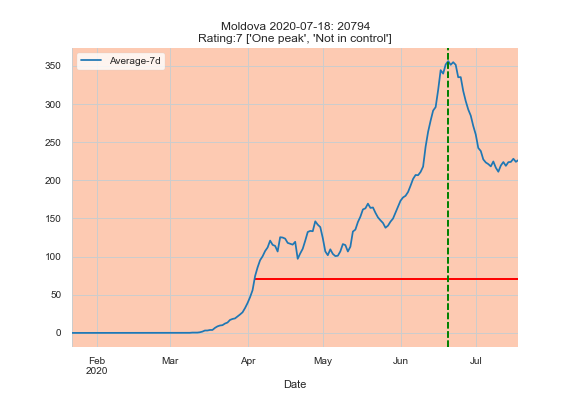 Moldova 2020-07-18: 20794
Rating:7 ['One peak', 'Not in control']
Average-7d
350
300
250
200
150
100
50
0
Feb
2020
Mar
Apr
May
Jun
Jul
Date